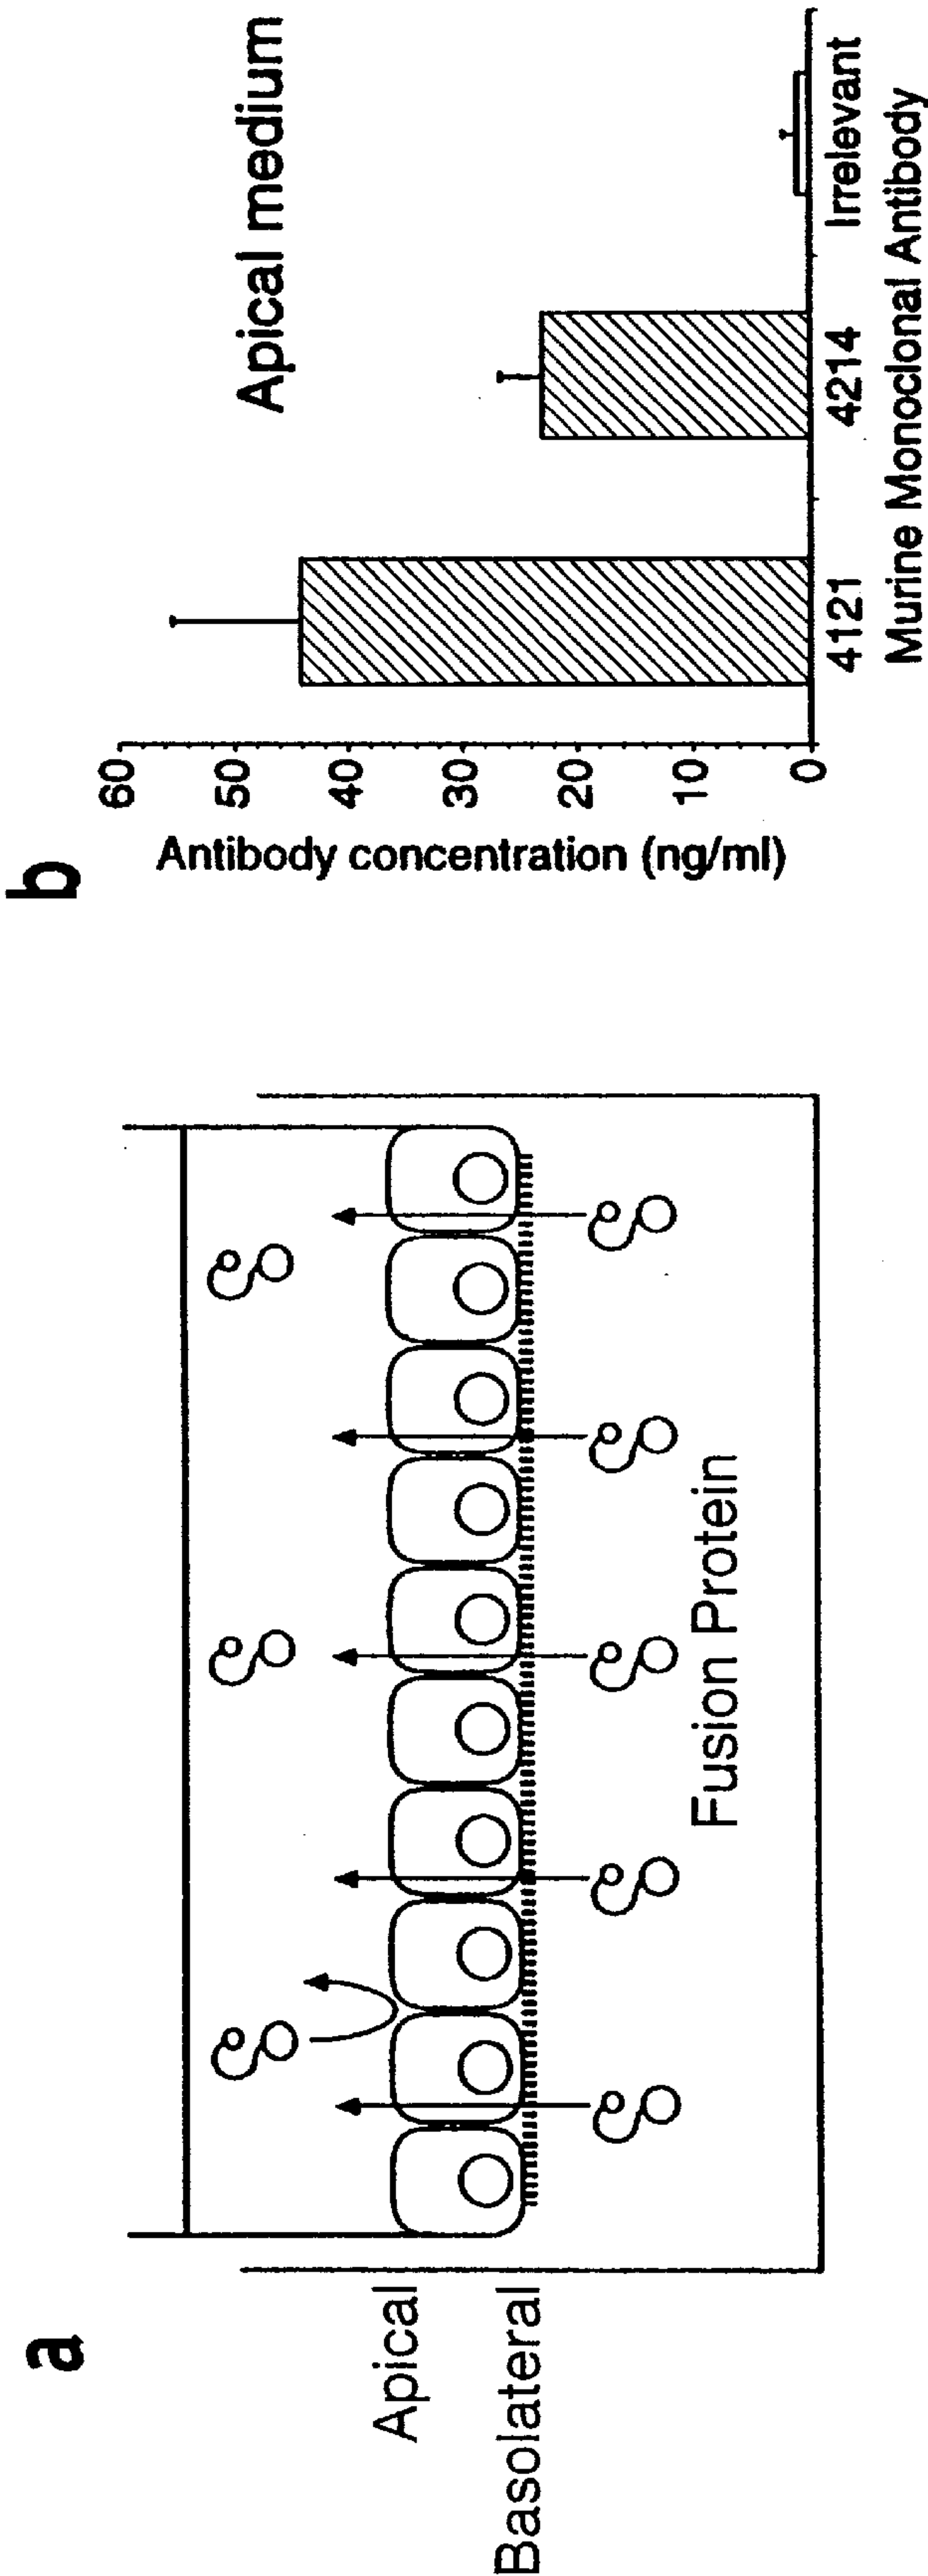 a
Apical
Basolateral
Fusion Protein
b
Apical medium
Antibody concentration (ng/ml)
60
50
40
30
20
10
0
4121
4214
Irrelevant
Murine Monoclonal Antibody